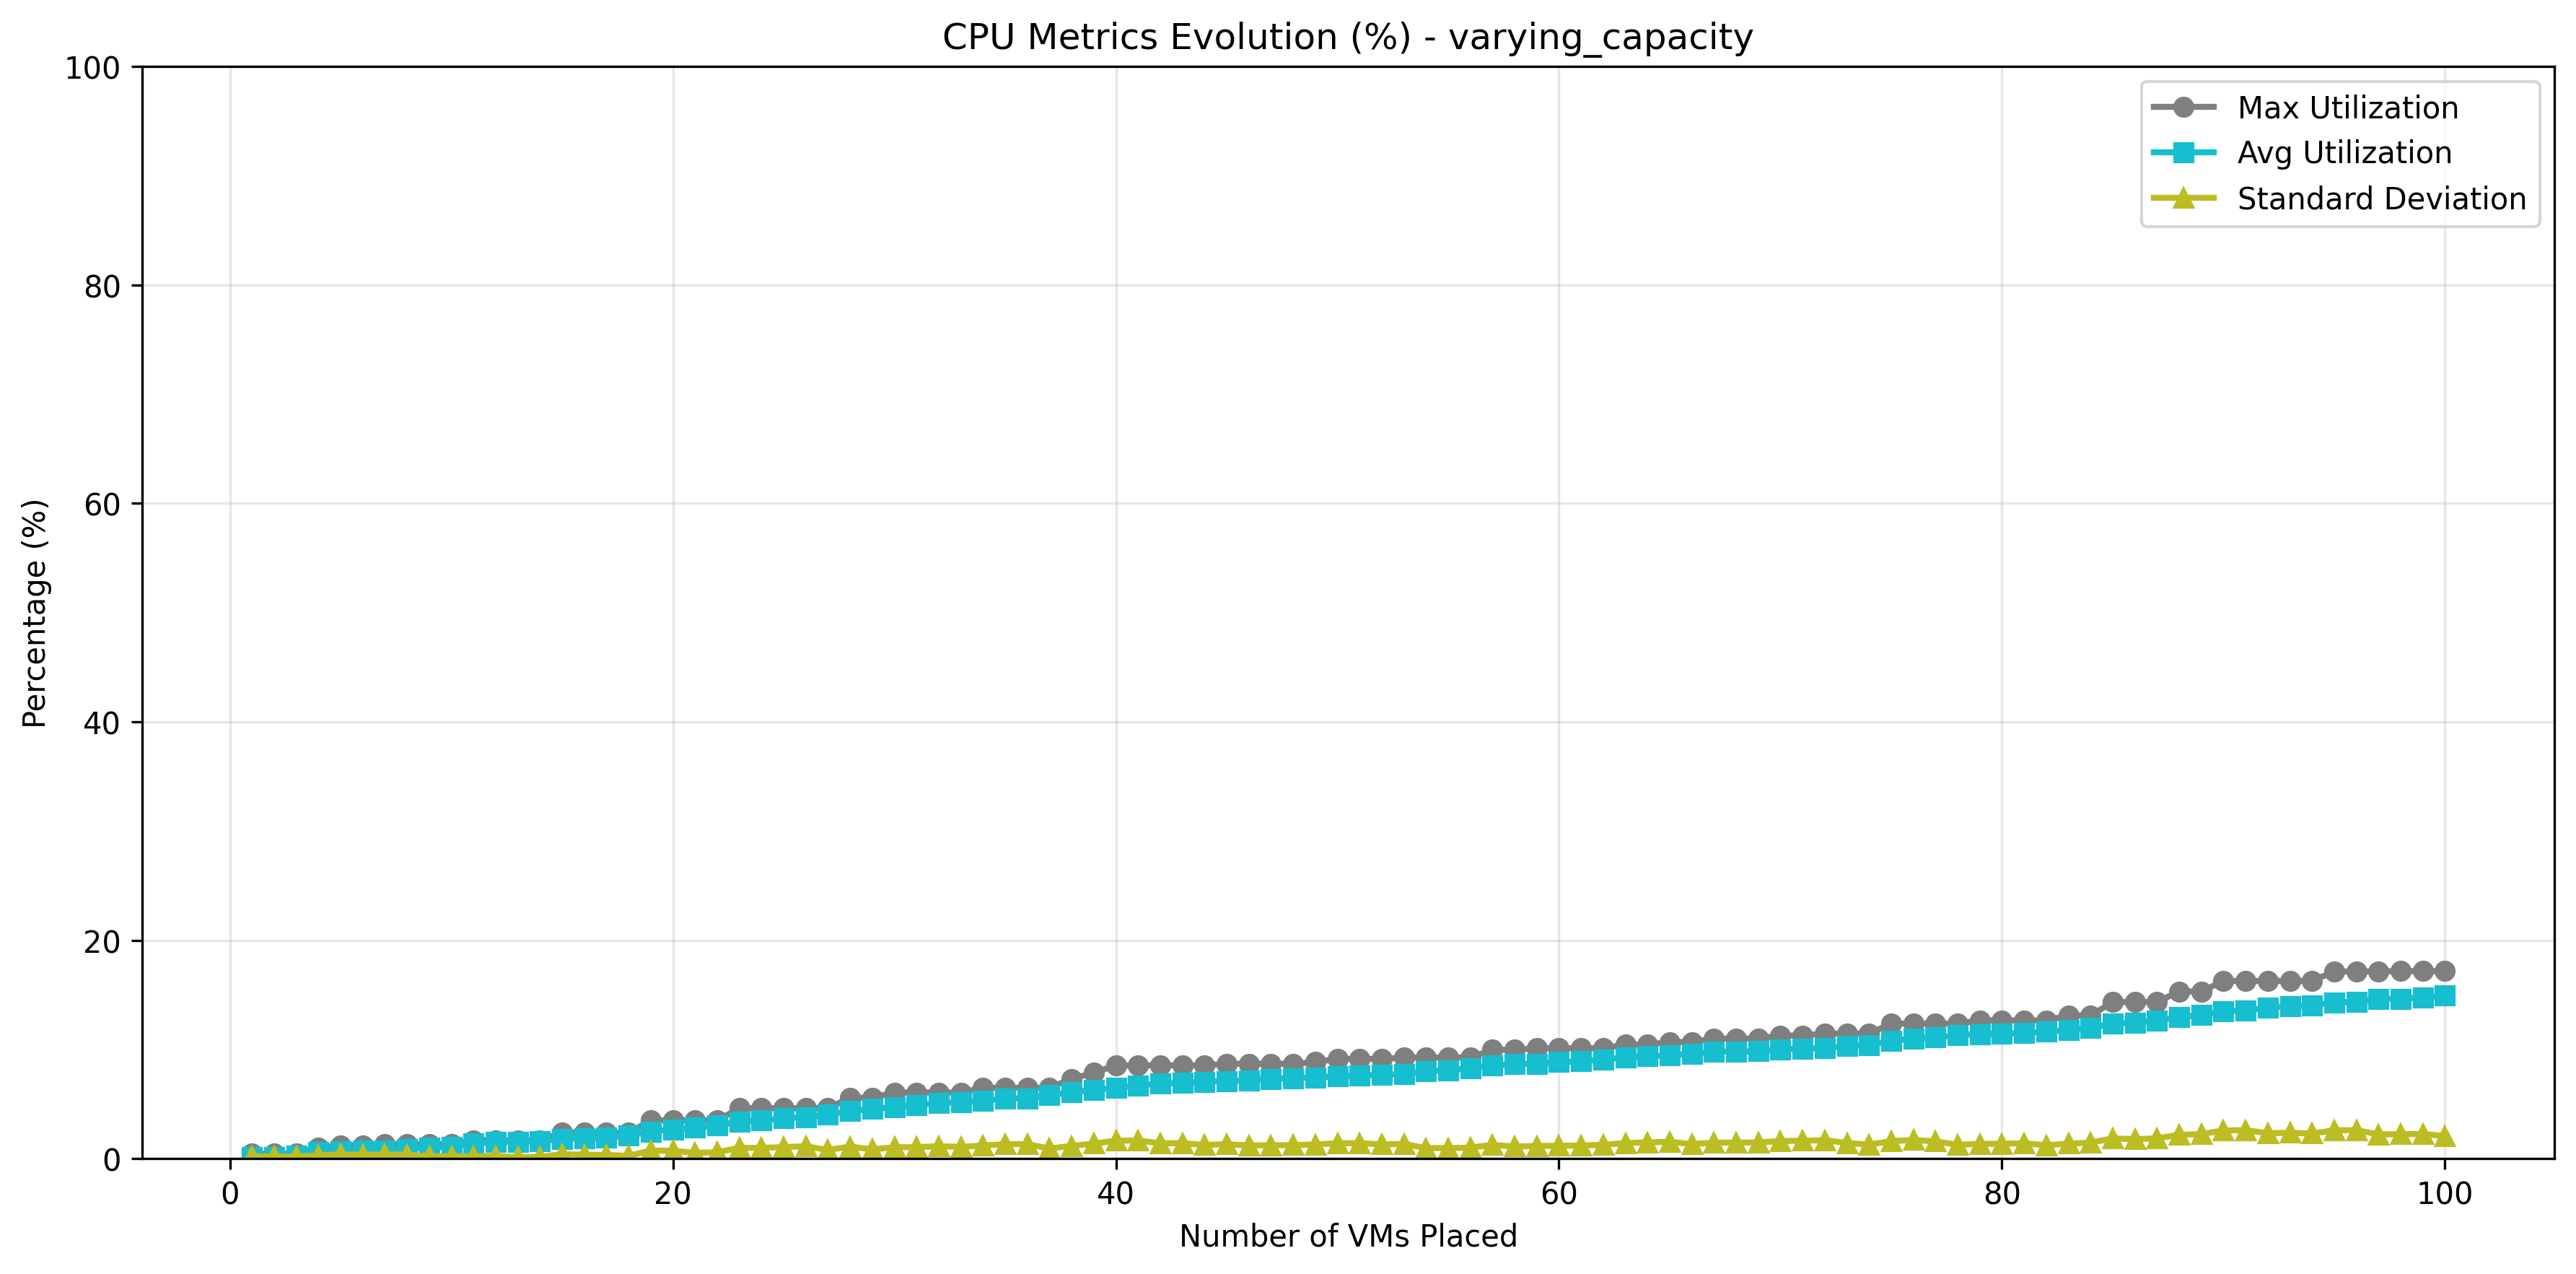 CPU Metrics Evolution (%) - varying_capacity
100
80
60
40
20
0
Percentage (%)
Max Utilization
Avg Utilization
Standard Deviation
0
20
40
60
80
100
Number of VMs Placed